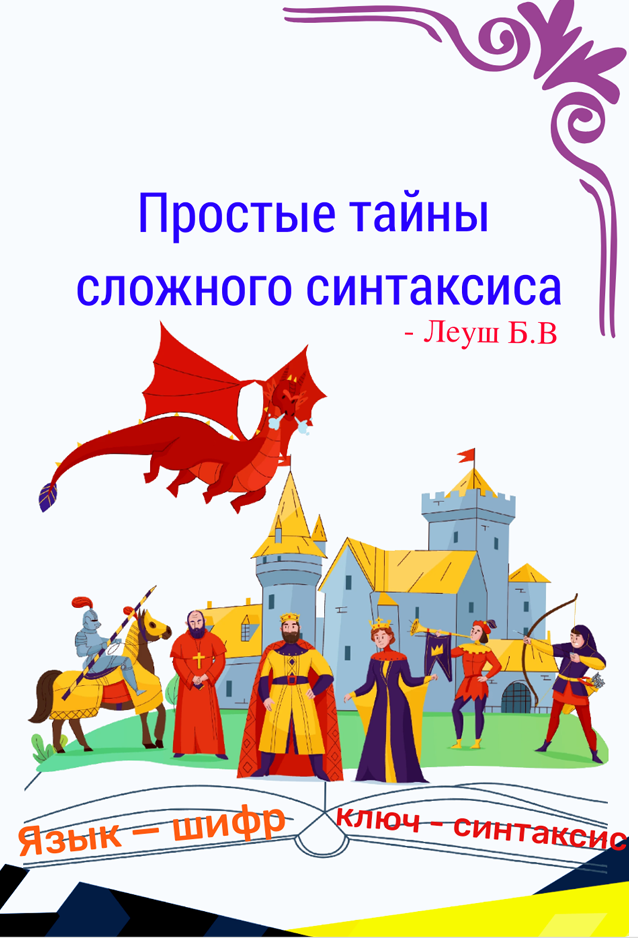 Простые тайны
сложного синтаксиса
- Леуш Б.В
Язык — шифр
ключ - синтаксис